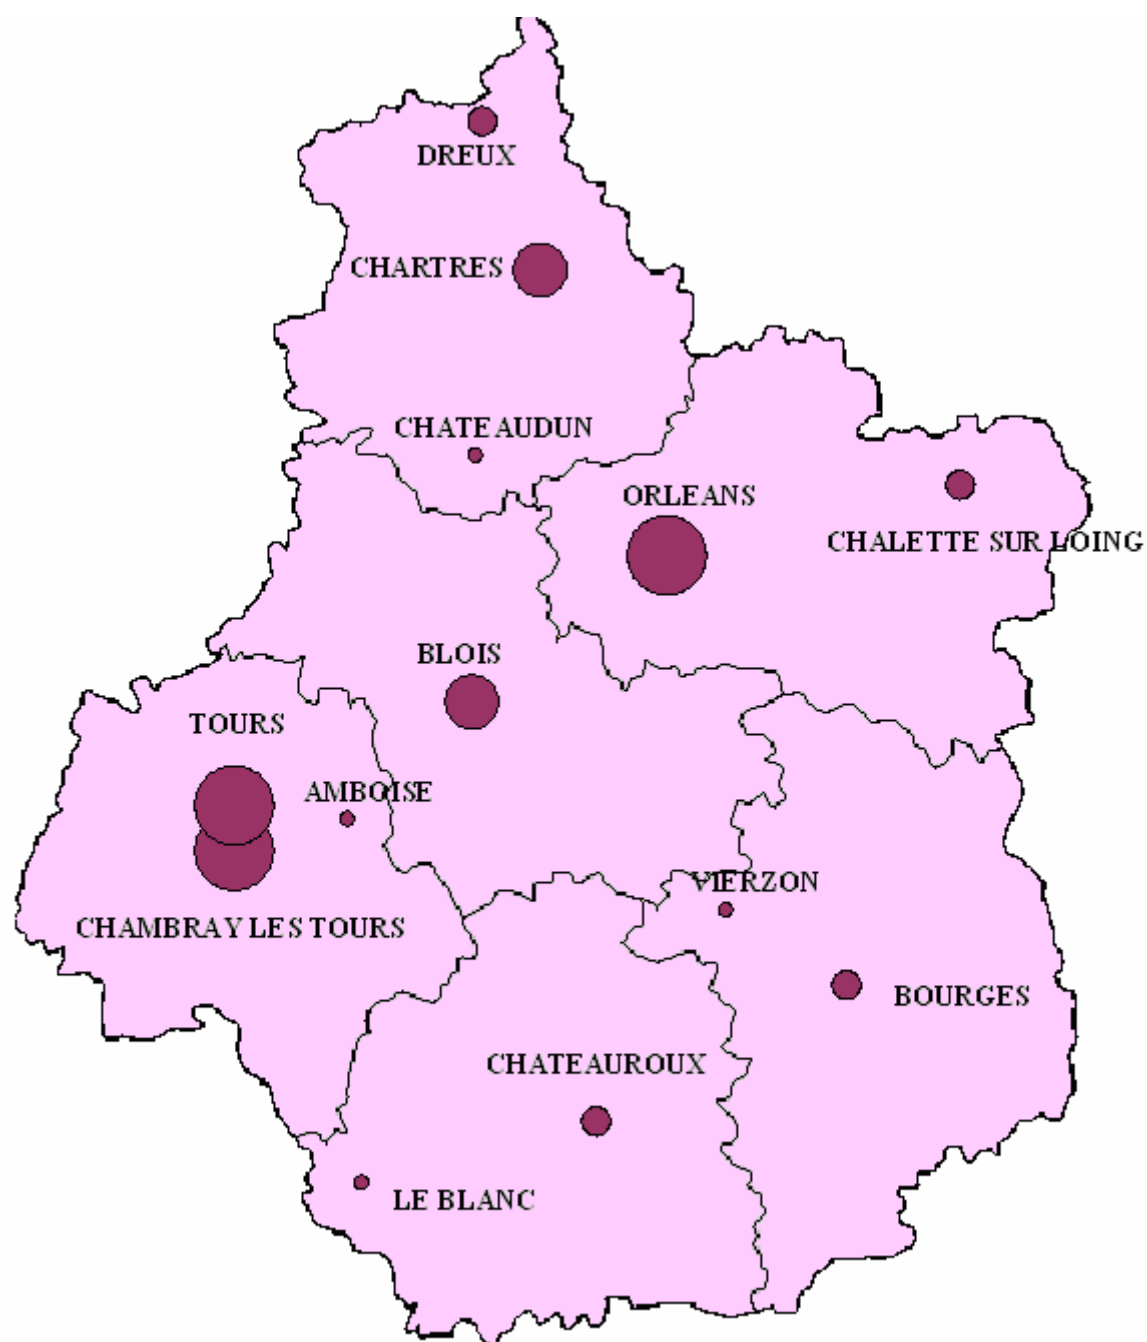 DREUX
CHARTRES
CHATEAUDUN
ORLEANS
CHALETTE SUR LOING
BLOIS
TOURS
AMBOISE
VIERZON
CHAMBRAY LES TOURS
BOURGES
CHATEAUROUX
LE BLANC